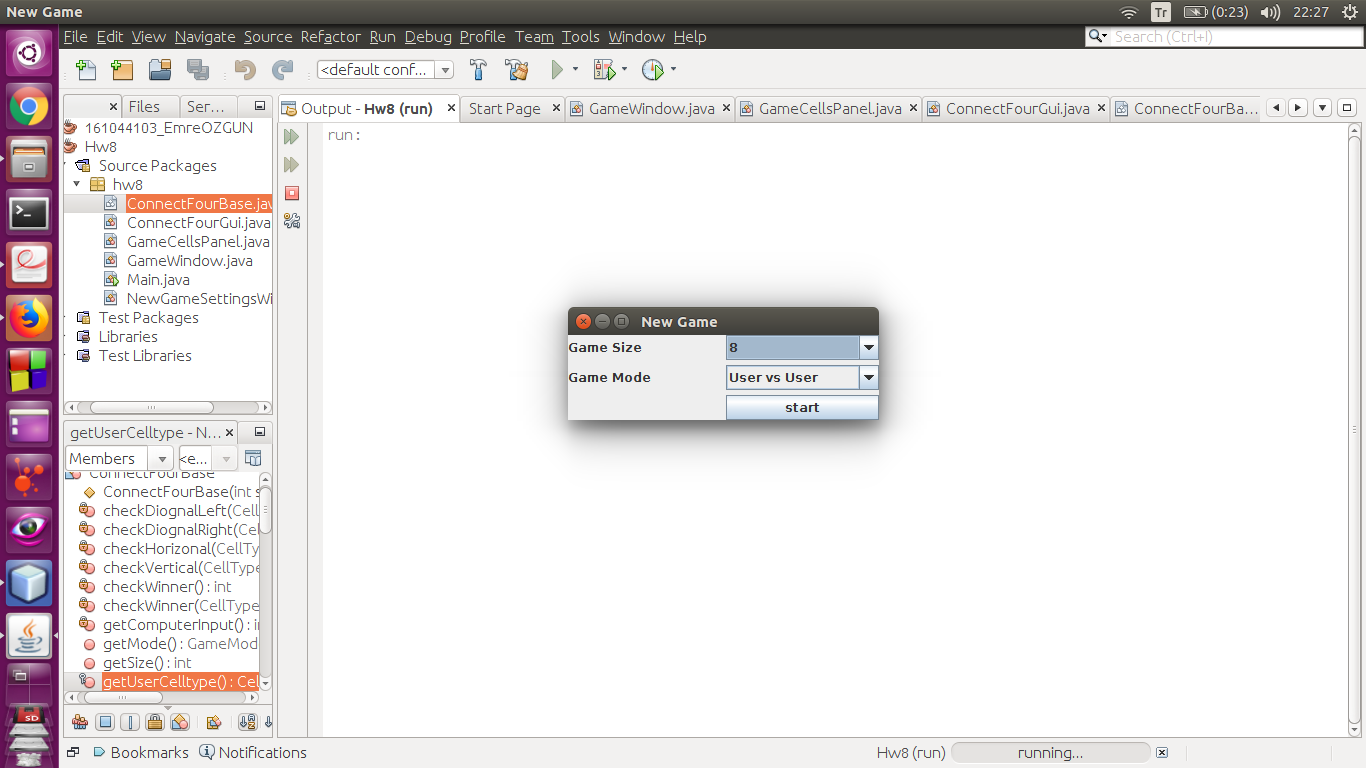 New Game
Tr (0:23) 22:27
File Edit View Navigate Source Refactor Run Debug Profile Team Tools Window Help
Search (Ctrl+I)
<default conf...
Files Ser...
Output - Hw8 (run) Start Page GameWindow.java GameCellsPanel.java ConnectFourGui.java ConnectFourBa...
161044103_EmreOZGUN
Hw8
Source Packages
hw8
ConnectFourBase.jav
ConnectFourGui.java
GameCellsPanel.java
GameWindow.java
Main.java
NewGameSettingsWi
Test Packages
Libraries
Test Libraries
run:
New Game
Game Size 8
Game Mode User vs User
start
getUserCelltype - N...
Members <e...
ConnectFourBase
ConnectFourBase(int s
checkDiognalLeft(Cell
checkDiognalRight(Ce
checkHorizonal(CellTy
checkVertical(CellType
checkWinner() : int
checkWinner(CellType
getComputerInput() : i
getMode() : GameMod
getSize() : int
getUserCelltype() : Cel
SD
Bookmarks Notifications
Hw8 (run) running...